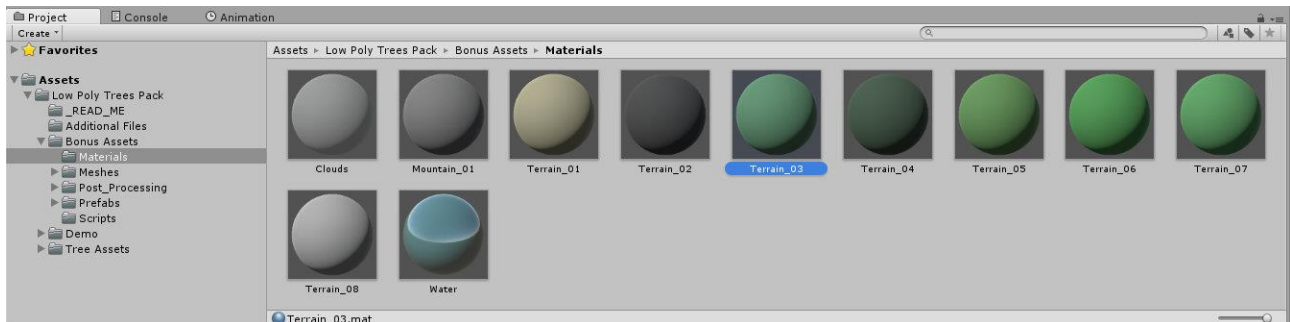 Project Console Animation
Create
Favorites
Assets ▸ Low Poly Trees Pack ▸ Bonus Assets ▸ Materials
Assets
Low Poly Trees Pack
_READ_ME
Additional Files
Bonus Assets
Materials
Meshes
Post_Processing
Prefabs
Scripts
Demo
Tree Assets
Clouds Mountain_01 Terrain_01 Terrain_02 Terrain_03 Terrain_04 Terrain_05 Terrain_06 Terrain_07
Terrain_08 Water
Terrain_03.mat